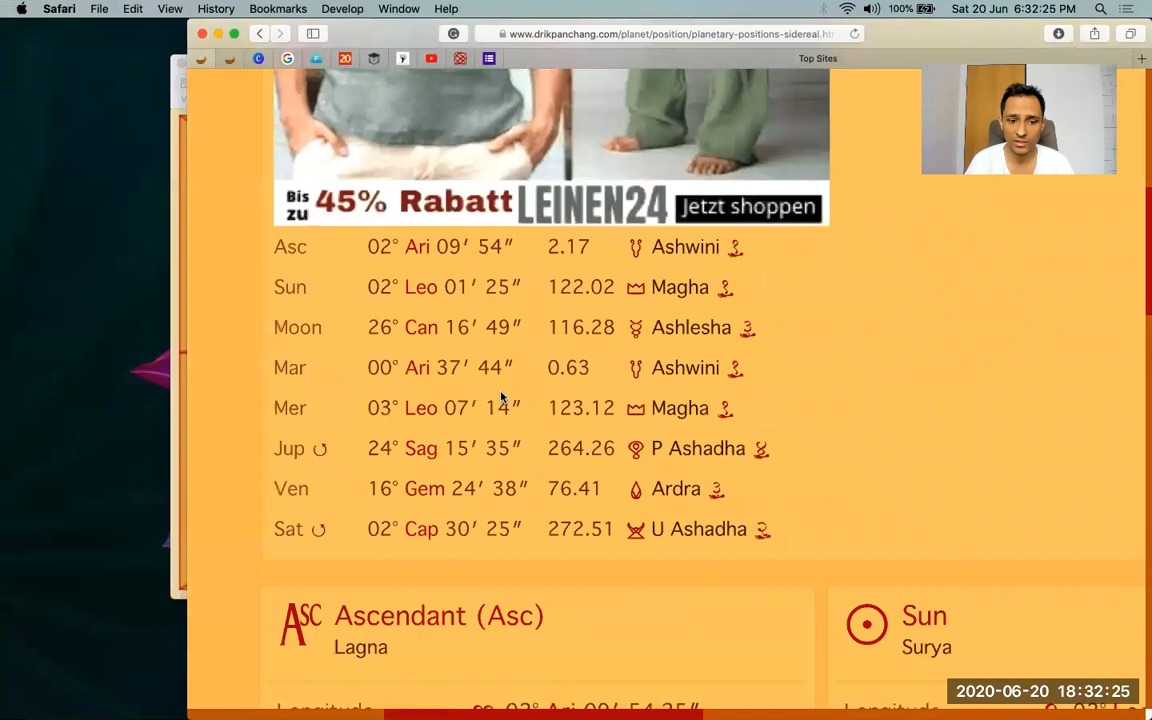 Safari File Edit View History Bookmarks Develop Window Help 100% Sat 20 Jun 6:32:25 PM
www.drikpanchang.com/planet/position/planetary-positions-sidereal.ht
20 Top Sites
Bis zu 45% Rabatt LEINEN24 Jetzt shoppen
Asc 02° Ari 09′ 54″ 2.17 Ashwini
Sun 02° Leo 01′ 25″ 122.02 Magha
Moon 26° Can 16′ 49″ 116.28 Ashlesha
Mar 00° Ari 37′ 44″ 0.63 Ashwini
Mer 03° Leo 07′ 14″ 123.12 Magha
Jup 24° Sag 15′ 35″ 264.26 P Ashadha
Ven 16° Gem 24′ 38″ 76.41 Ardra
Sat 02° Cap 30′ 25″ 272.51 U Ashadha
Asc Ascendant (Asc) Sun
Lagna Surya
2020-06-20 18:32:25